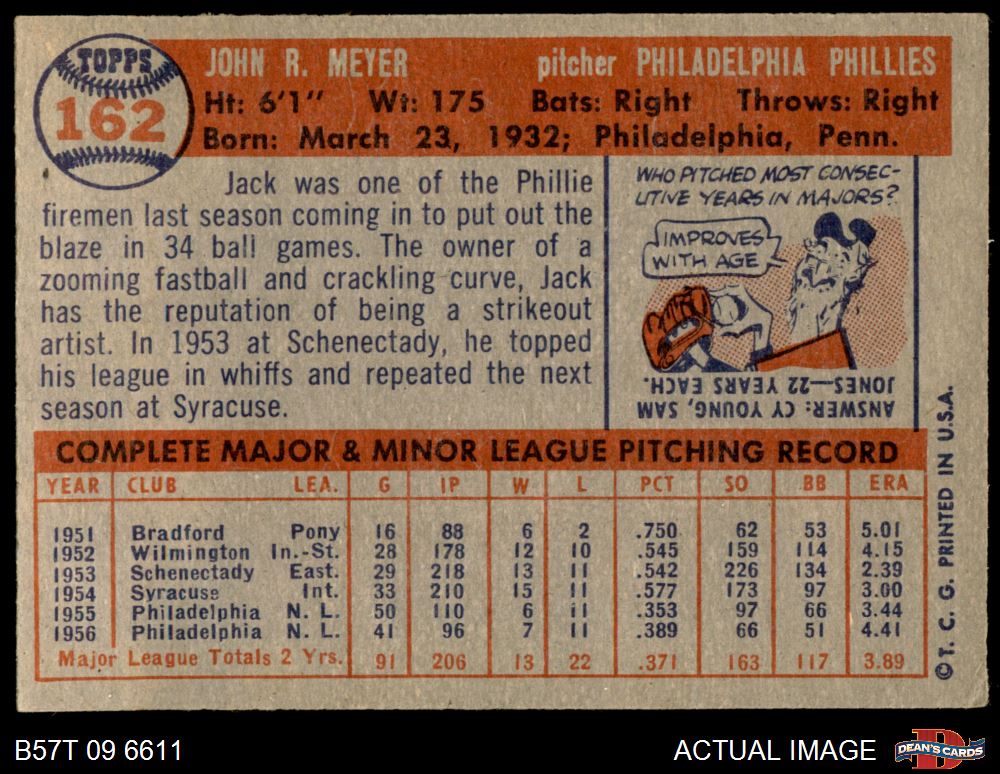 TOPPS
162
JOHN R. MEYER pitcher PHILADELPHIA PHILLIES
Ht: 6'1" Wt: 175 Bats: Right Throws: Right
Born: March 23, 1932; Philadelphia, Penn.
Jack was one of the Phillie
firemen last season coming in to put out the
blaze in 34 ball games. The owner of a
zooming fastball and crackling curve, Jack
has the reputation of being a strikeout
artist. In 1953 at Schenectady, he topped
his league in whiffs and repeated the next
season at Syracuse.
WHO PITCHED MOST CONSEC-
UTIVE YEARS IN MAJORS?
IMPROVES
WITH AGE
ANSWER: CY YOUNG, SAM
JONES—22 YEARS EACH.
COMPLETE MAJOR & MINOR LEAGUE PITCHING RECORD
YEAR CLUB LEA. G IP W L PCT SO BB ERA
1951 Bradford Pony 16 88 6 2 .750 62 53 5.01
1952 Wilmington In.-St. 28 178 12 10 .545 159 114 4.15
1953 Schenectady East. 29 218 13 11 .542 226 134 2.39
1954 Syracuse Int. 33 210 15 11 .577 173 97 3.00
1955 Philadelphia N. L. 50 110 6 11 .353 97 66 3.44
1956 Philadelphia N. L. 41 96 7 11 .389 66 51 4.41
Major League Totals 2 Yrs. 91 206 13 22 .371 163 117 3.89
©T. C. G. PRINTED IN U.S.A.
B57T 09 6611
ACTUAL IMAGE
DEAN'S CARDS